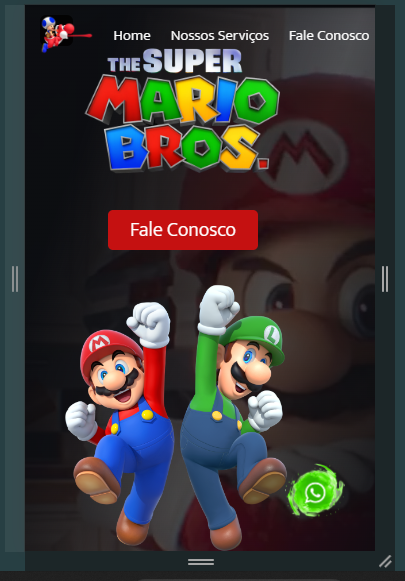 Home Nossos Serviços Fale Conosco
THE SUPER
MARIO
BROS.
Fale Conosco
M
M
L